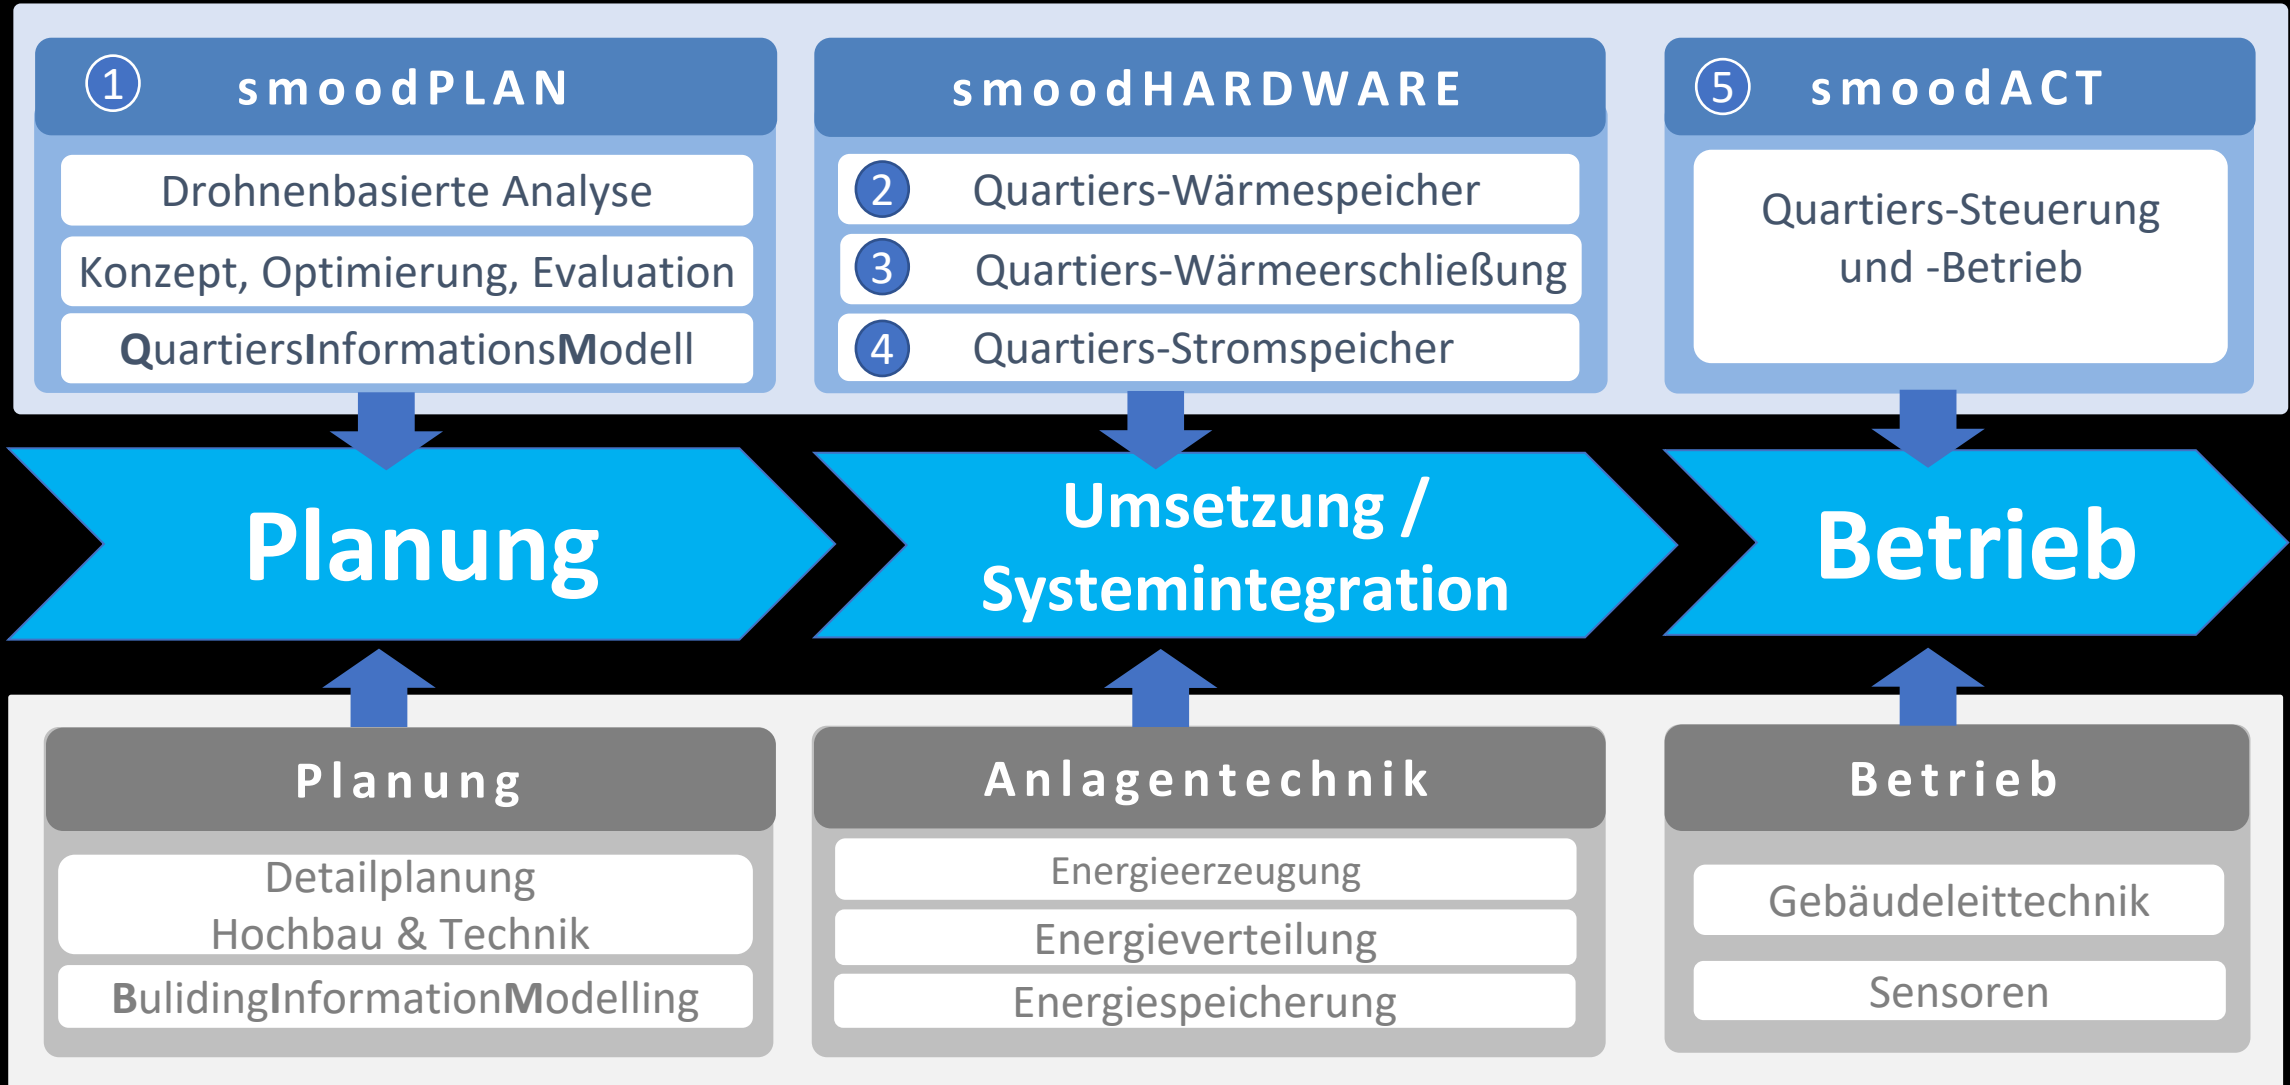 1 smoodPLAN
Drohnenbasierte Analyse
Konzept, Optimierung, Evaluation
QuartiersInformationsModell
smoodHARDWARE
2 Quartiers-Wärmespeicher
3 Quartiers-Wärmeerschließung
4 Quartiers-Stromspeicher
5 smoodACT
Quartiers-Steuerung
und -Betrieb
Planung
Umsetzung /
Systemintegration
Betrieb
Planung
Detailplanung
Hochbau & Technik
BulidingInformationModelling
Anlagentechnik
Energieerzeugung
Energieverteilung
Energiespeicherung
Betrieb
Gebäudeleittechnik
Sensoren